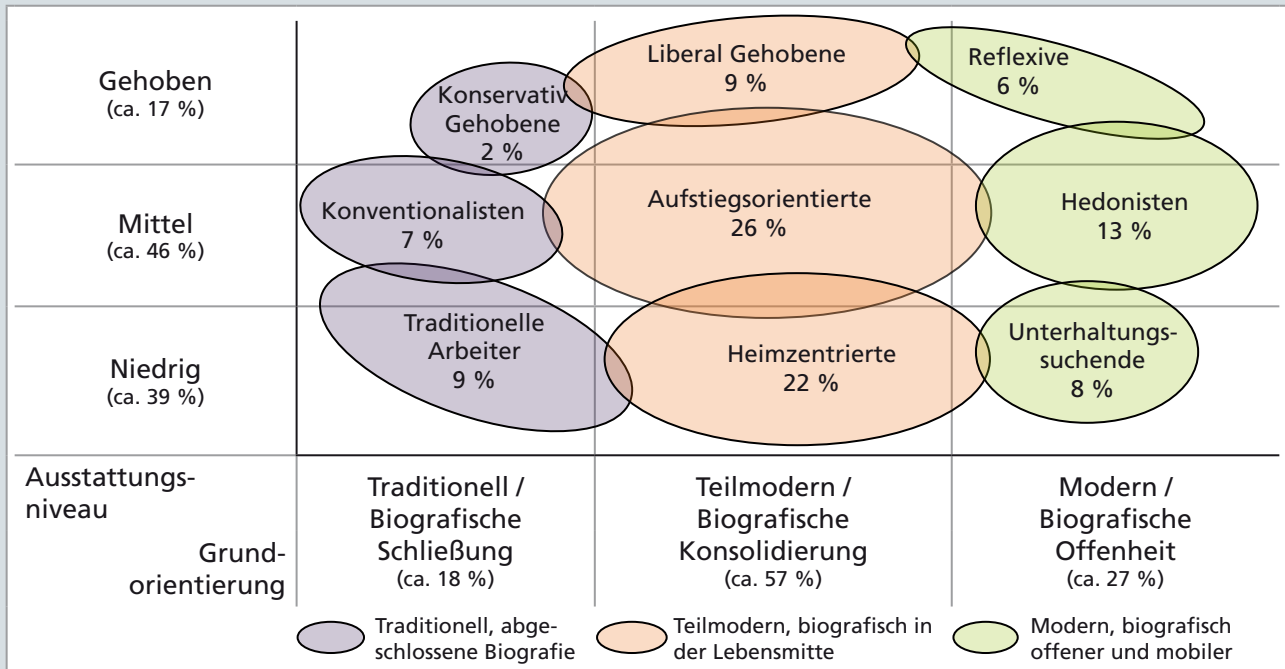 Gehoben
(ca. 17 %)
Konservativ
Gehobene
2 %
Liberal Gehobene
9 %
Reflexive
6 %
Mittel
(ca. 46 %)
Konventionalisten
7 %
Aufstiegsorientierte
26 %
Hedonisten
13 %
Niedrig
(ca. 39 %)
Traditionelle
Arbeiter
9 %
Heimzentrierte
22 %
Unterhaltungs-
suchende
8 %
Ausstattungs-
niveau
Grund-
orientierung
Traditionell /
Biografische
Schließung
(ca. 18 %)
Teilmodern /
Biografische
Konsolidierung
(ca. 57 %)
Modern /
Biografische
Offenheit
(ca. 27 %)
Traditionell, abge-
schlossene Biografie
Teilmodern, biografisch in
der Lebensmitte
Modern, biografisch
offener und mobiler